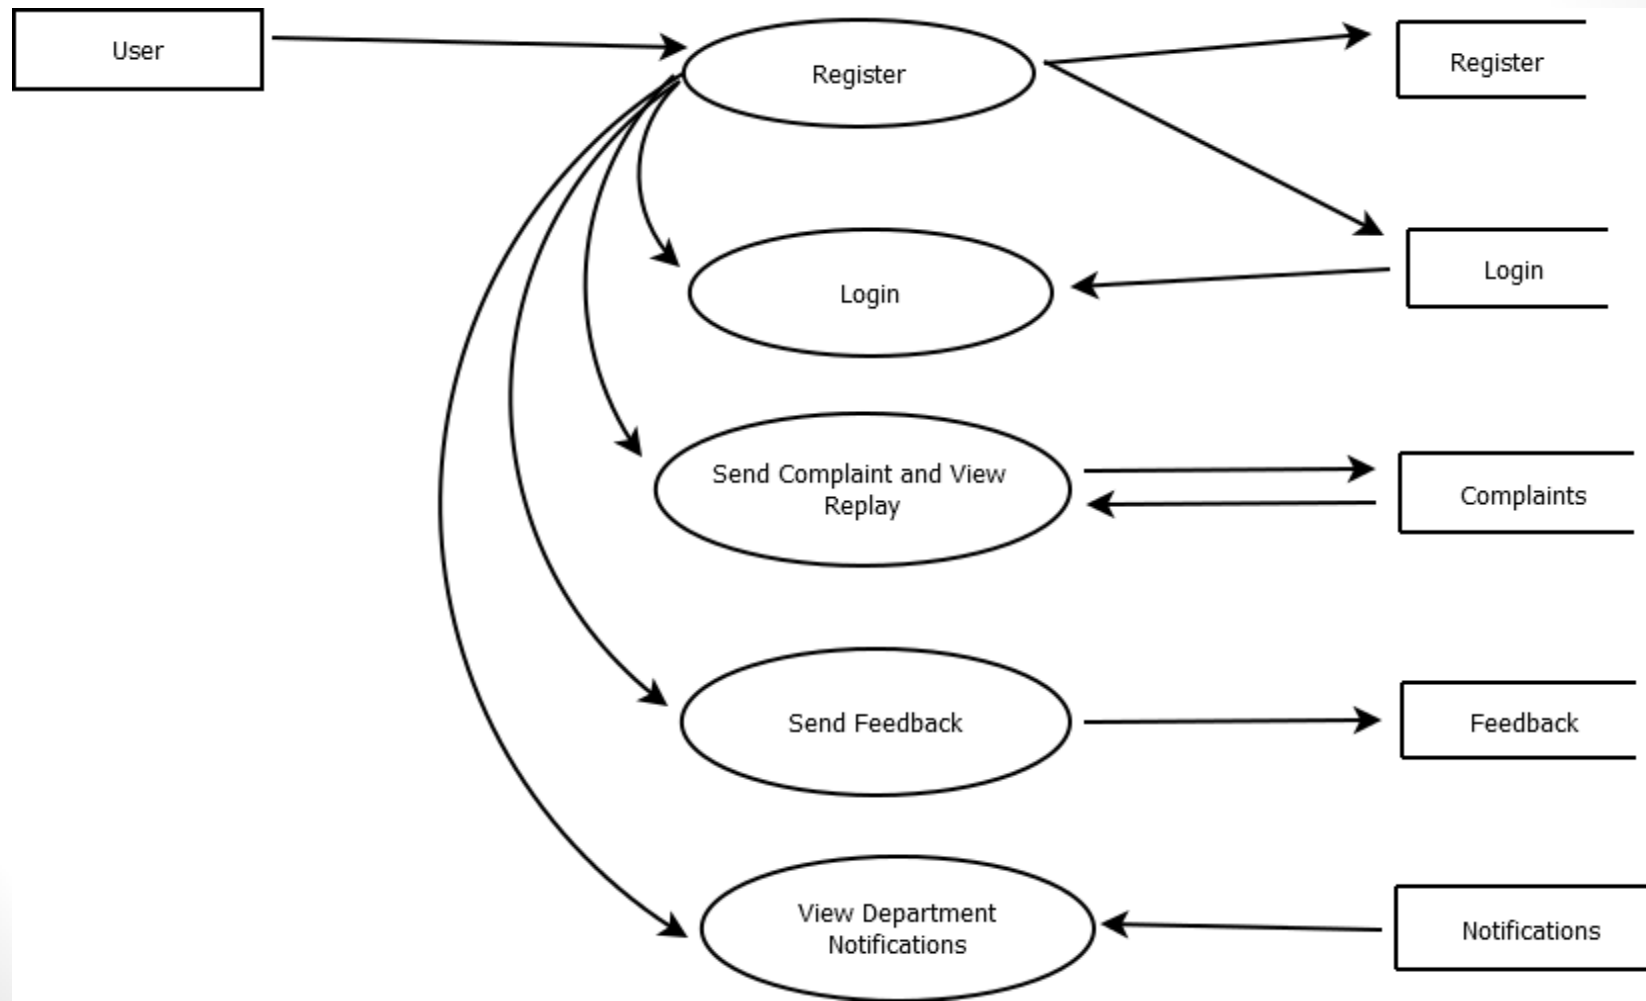 User
Register
Register
Login
Login
Send Complaint and View
Replay
Complaints
Send Feedback
Feedback
View Department
Notifications
Notifications